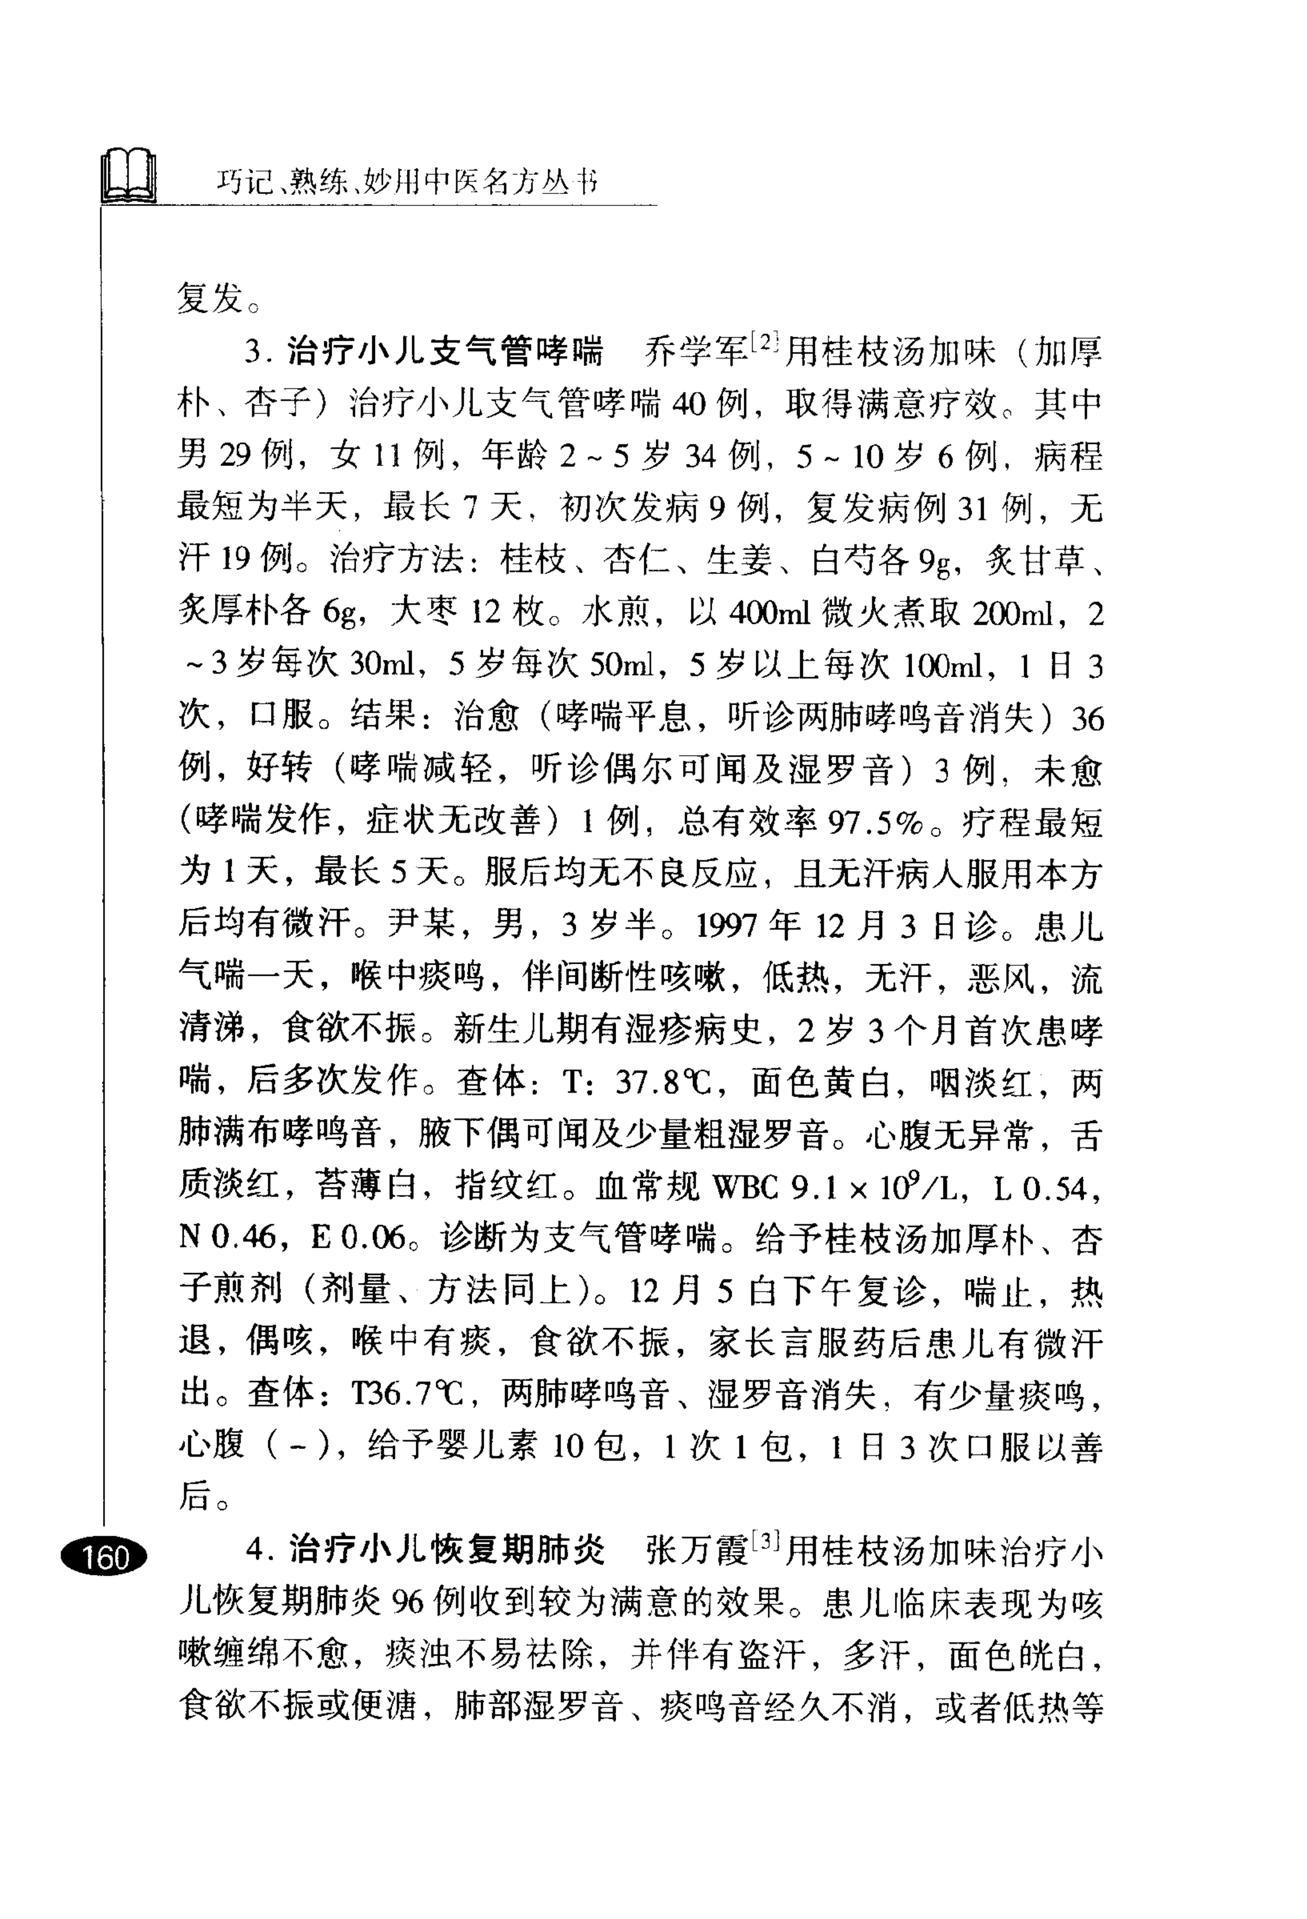 巧记、熟练、妙用中医名方丛书
复发。
3. 治疗小儿支气管哮喘　乔学军[2]用桂枝汤加味（加厚
朴、杏子）治疗小儿支气管哮喘 40 例，取得满意疗效。其中
男 29 例，女 11 例，年龄 2～5 岁 34 例，5～10 岁 6 例，病程
最短为半天，最长 7 天，初次发病 9 例，复发病例 31 例，无
汗 19 例。治疗方法：桂枝、杏仁、生姜、白芍各 9g，炙甘草、
炙厚朴各 6g，大枣 12 枚。水煎，以 400ml 微火煮取 200ml，2
～3 岁每次 30ml，5 岁每次 50ml，5 岁以上每次 100ml，1 日 3
次，口服。结果：治愈（哮喘平息，听诊两肺哮鸣音消失）36
例，好转（哮喘减轻，听诊偶尔可闻及湿罗音）3 例，未愈
（哮喘发作，症状无改善）1 例，总有效率 97.5%。疗程最短
为 1 天，最长 5 天。服后均无不良反应，且无汗病人服用本方
后均有微汗。尹某，男，3 岁半。1997 年 12 月 3 日诊。患儿
气喘一天，喉中痰鸣，伴间断性咳嗽，低热，无汗，恶风，流
清涕，食欲不振。新生儿期有湿疹病史，2 岁 3 个月首次患哮
喘，后多次发作。查体：T：37.8℃，面色黄白，咽淡红，两
肺满布哮鸣音，腋下偶可闻及少量粗湿罗音。心腹无异常，舌
质淡红，苔薄白，指纹红。血常规 WBC 9.1 × 10⁹/L，L 0.54，
N 0.46，E 0.06。诊断为支气管哮喘。给予桂枝汤加厚朴、杏
子煎剂（剂量、方法同上）。12 月 5 白下午复诊，喘止，热
退，偶咳，喉中有痰，食欲不振，家长言服药后患儿有微汗
出。查体：T36.7℃，两肺哮鸣音、湿罗音消失，有少量痰鸣，
心腹（－），给予婴儿素 10 包，1 次 1 包，1 日 3 次口服以善
后。
4. 治疗小儿恢复期肺炎　张万霞[3]用桂枝汤加味治疗小
儿恢复期肺炎 96 例收到较为满意的效果。患儿临床表现为咳
嗽缠绵不愈，痰浊不易祛除，并伴有盗汗，多汗，面色㿠白，
食欲不振或便溏，肺部湿罗音、痰鸣音经久不消，或者低热等
160